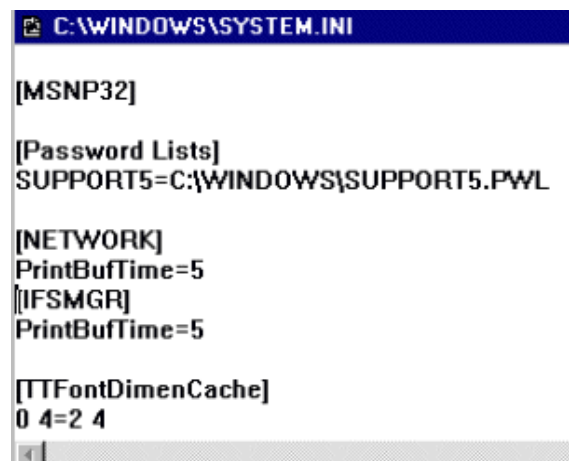 C:\WINDOWS\SYSTEM.INI
[MSNP32]
[Password Lists]
SUPPORT5=C:\WINDOWS\SUPPORT5.PWL
[NETWORK]
PrintBufTime=5
[IFSMGR]
PrintBufTime=5
[TTFontDimenCache]
0 4=2 4